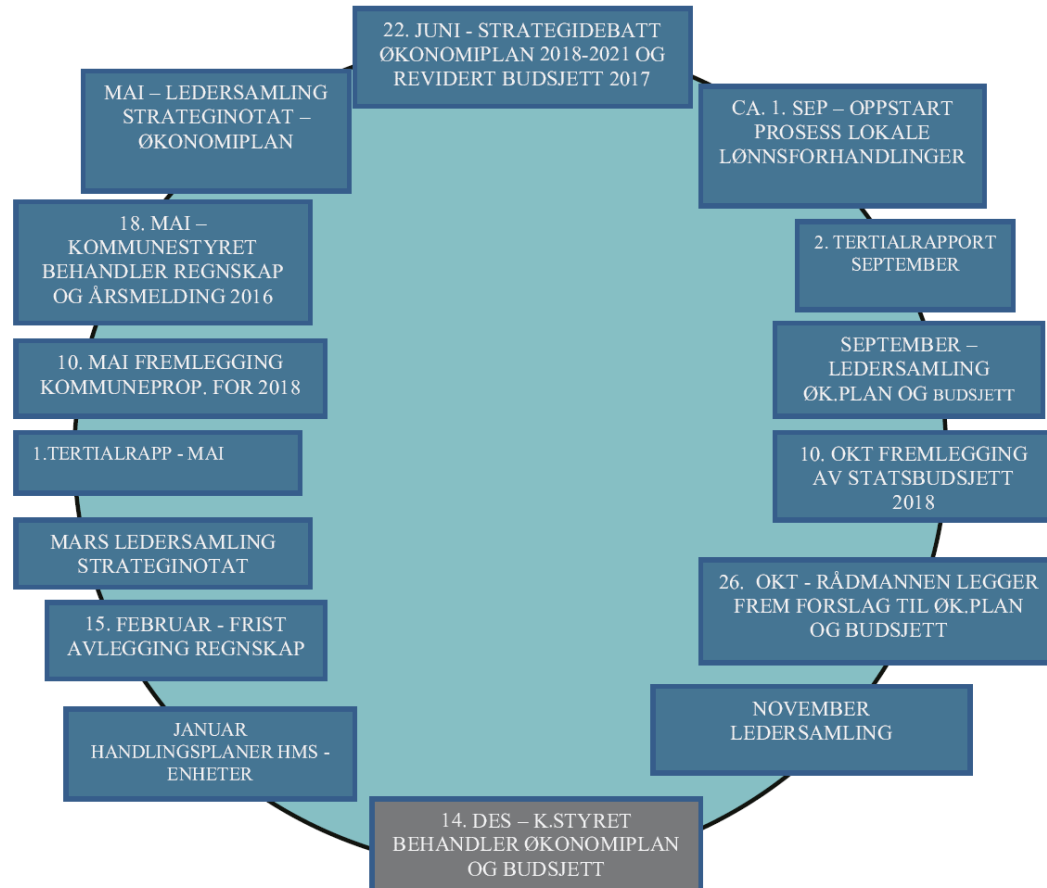 22. JUNI - STRATEGIDEBATT
ØKONOMIPLAN 2018-2021 OG
REVIDERT BUDSJETT 2017
CA. 1. SEP – OPPSTART
PROSESS LOKALE
LØNNSFORHANDLINGER
2. TERTIALRAPPORT
SEPTEMBER
SEPTEMBER –
LEDERSAMLING
ØK.PLAN OG BUDSJETT
10. OKT FREMLEGGING
AV STATSBUDSJETT
2018
26. OKT - RÅDMANNEN LEGGER
FREM FORSLAG TIL ØK.PLAN
OG BUDSJETT
NOVEMBER
LEDERSAMLING
14. DES – K.STYRET
BEHANDLER ØKONOMIPLAN
OG BUDSJETT
JANUAR
HANDLINGSPLANER HMS -
ENHETER
15. FEBRUAR - FRIST
AVLEGGING REGNSKAP
MARS LEDERSAMLING
STRATEGINOTAT
1.TERTIALRAPP - MAI
10. MAI FREMLEGGING
KOMMUNEPROP. FOR 2018
18. MAI –
KOMMUNESTYRET
BEHANDLER REGNSKAP
OG ÅRSMELDING 2016
MAI – LEDERSAMLING
STRATEGINOTAT –
ØKONOMIPLAN